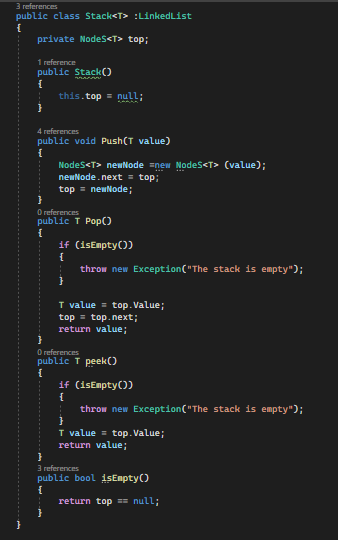 3 references
public class Stack<T> :LinkedList
{
private NodeS<T> top;
1 reference
public Stack()
{
this.top = null;
}
4 references
public void Push(T value)
{
NodeS<T> newNode =new NodeS<T> (value);
newNode.next = top;
top = newNode;
}
0 references
public T Pop()
{
if (isEmpty())
{
throw new Exception("The stack is empty");
}
T value = top.Value;
top = top.next;
return value;
}
0 references
public T peek()
{
if (isEmpty())
{
throw new Exception("The stack is empty");
}
T value = top.Value;
return value;
}
3 references
public bool isEmpty()
{
return top == null;
}
}